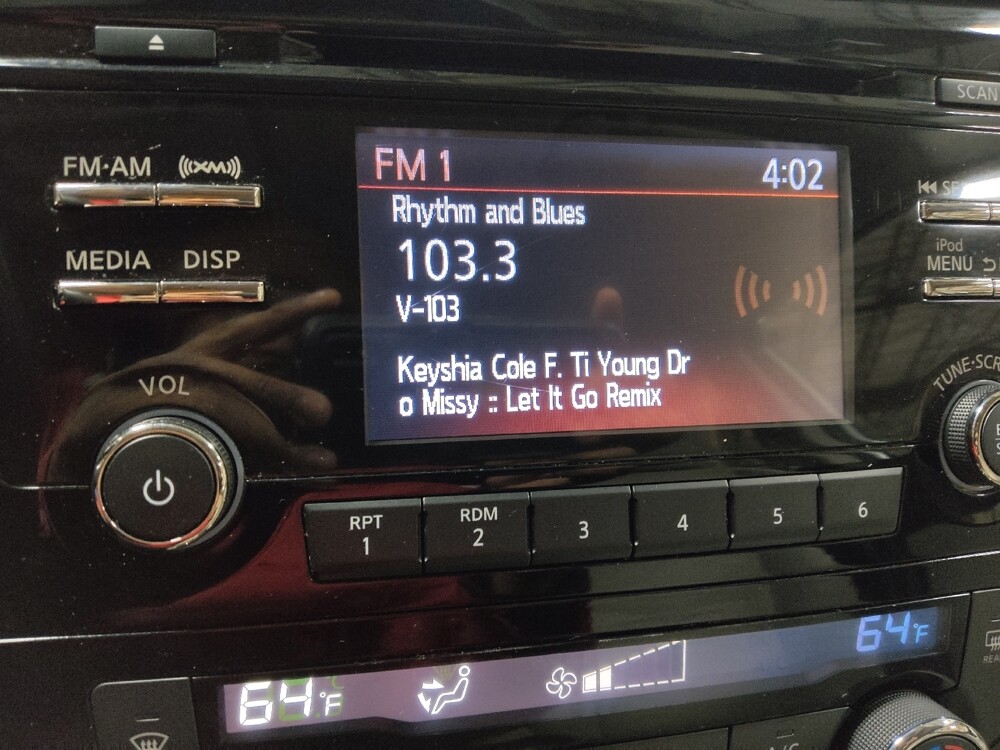 SCAN
FM·AM
XM
FM 1
4:02
Rhythm and Blues
103.3
V-103
Keyshia Cole F. Ti Young Dr
o Missy :: Let It Go Remix
MEDIA
DISP
iPod
MENU
VOL
TUNE·SCR
RPT
1
RDM
2
3
4
5
6
64°F
64°F